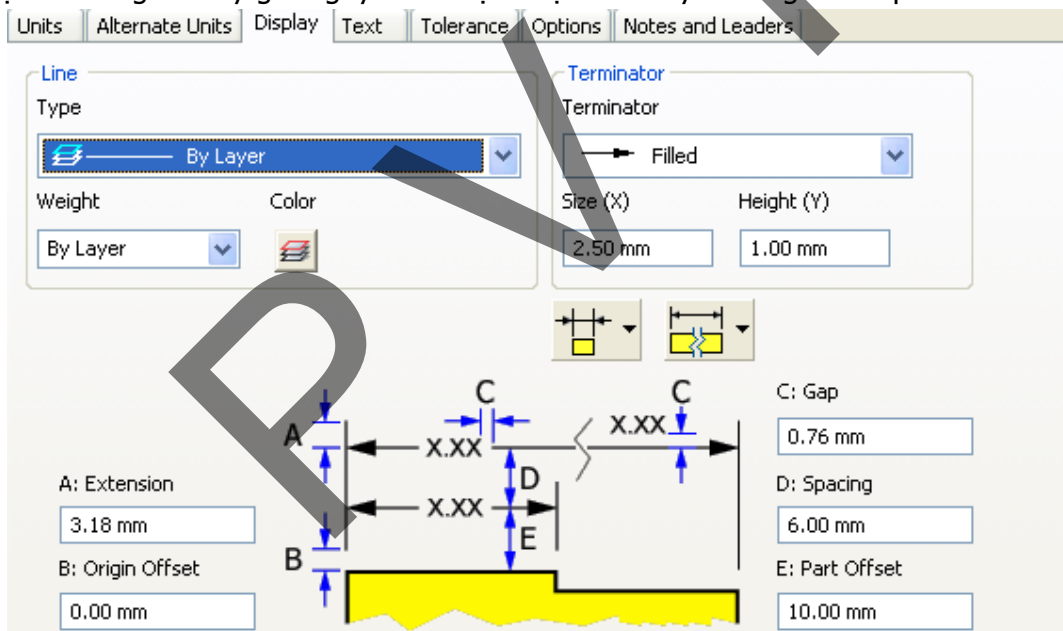 Units Alternate Units Display Text Tolerance Options Notes and Leaders
Line
Type
By Layer
Weight Color
By Layer
Terminator
Terminator
Filled
Size (X) Height (Y)
2.50 mm 1.00 mm
C C
A X.XX X.XX
D
X.XX
E
B
A: Extension
3.18 mm
B: Origin Offset
0.00 mm
C: Gap
0.76 mm
D: Spacing
6.00 mm
E: Part Offset
10.00 mm